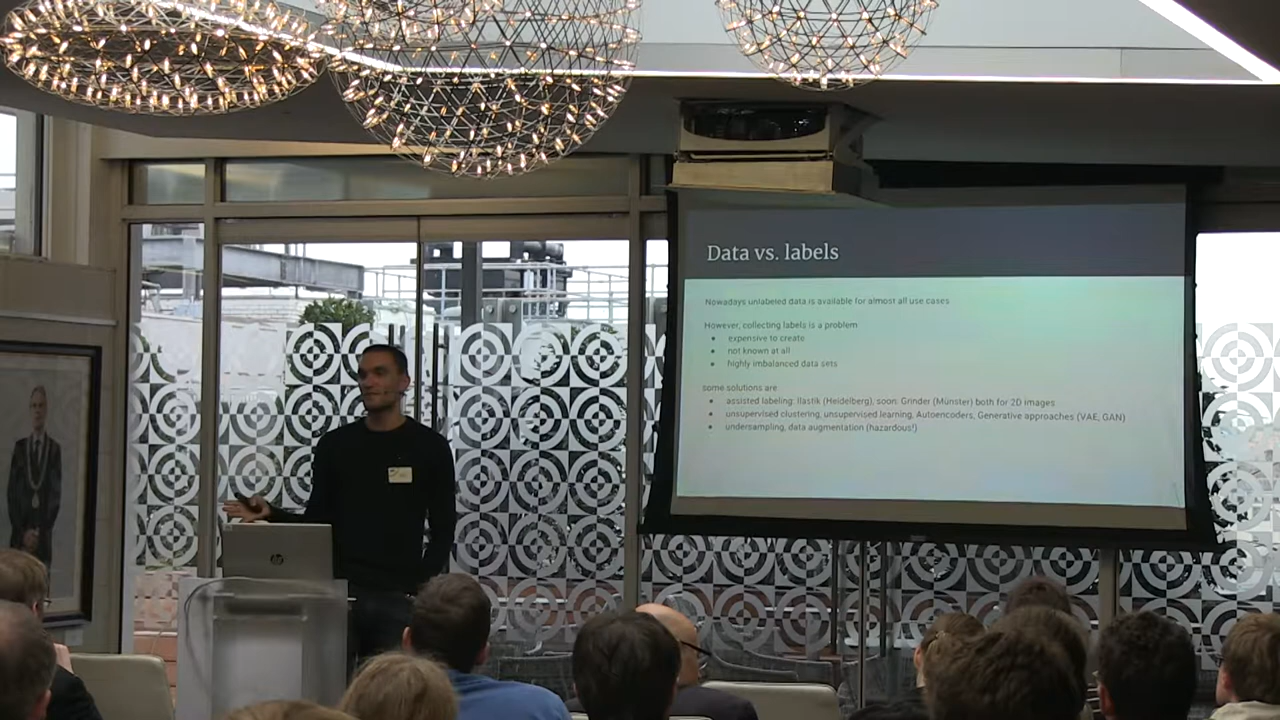 Data vs. labels
Nowadays unlabeled data is available for almost all use cases
However, collecting labels is a problem
expensive to create
not known at all
highly imbalanced data sets
some solutions are
assisted labeling: Ilastik (Heidelberg), soon: Grinder (Münster) both for 2D images
unsupervised clustering, unsupervised learning, Autoencoders, Generative approaches (VAE, GAN)
undersampling, data augmentation (hazardous!)
hp